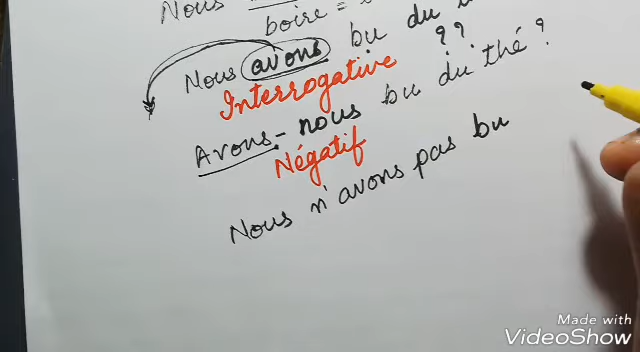 Nous
boire =
Nous avons bu du
Interrogative ??
Avons-nous bu du thé?
Négatif
Nous n'avons pas bu
Made with
VideoShow